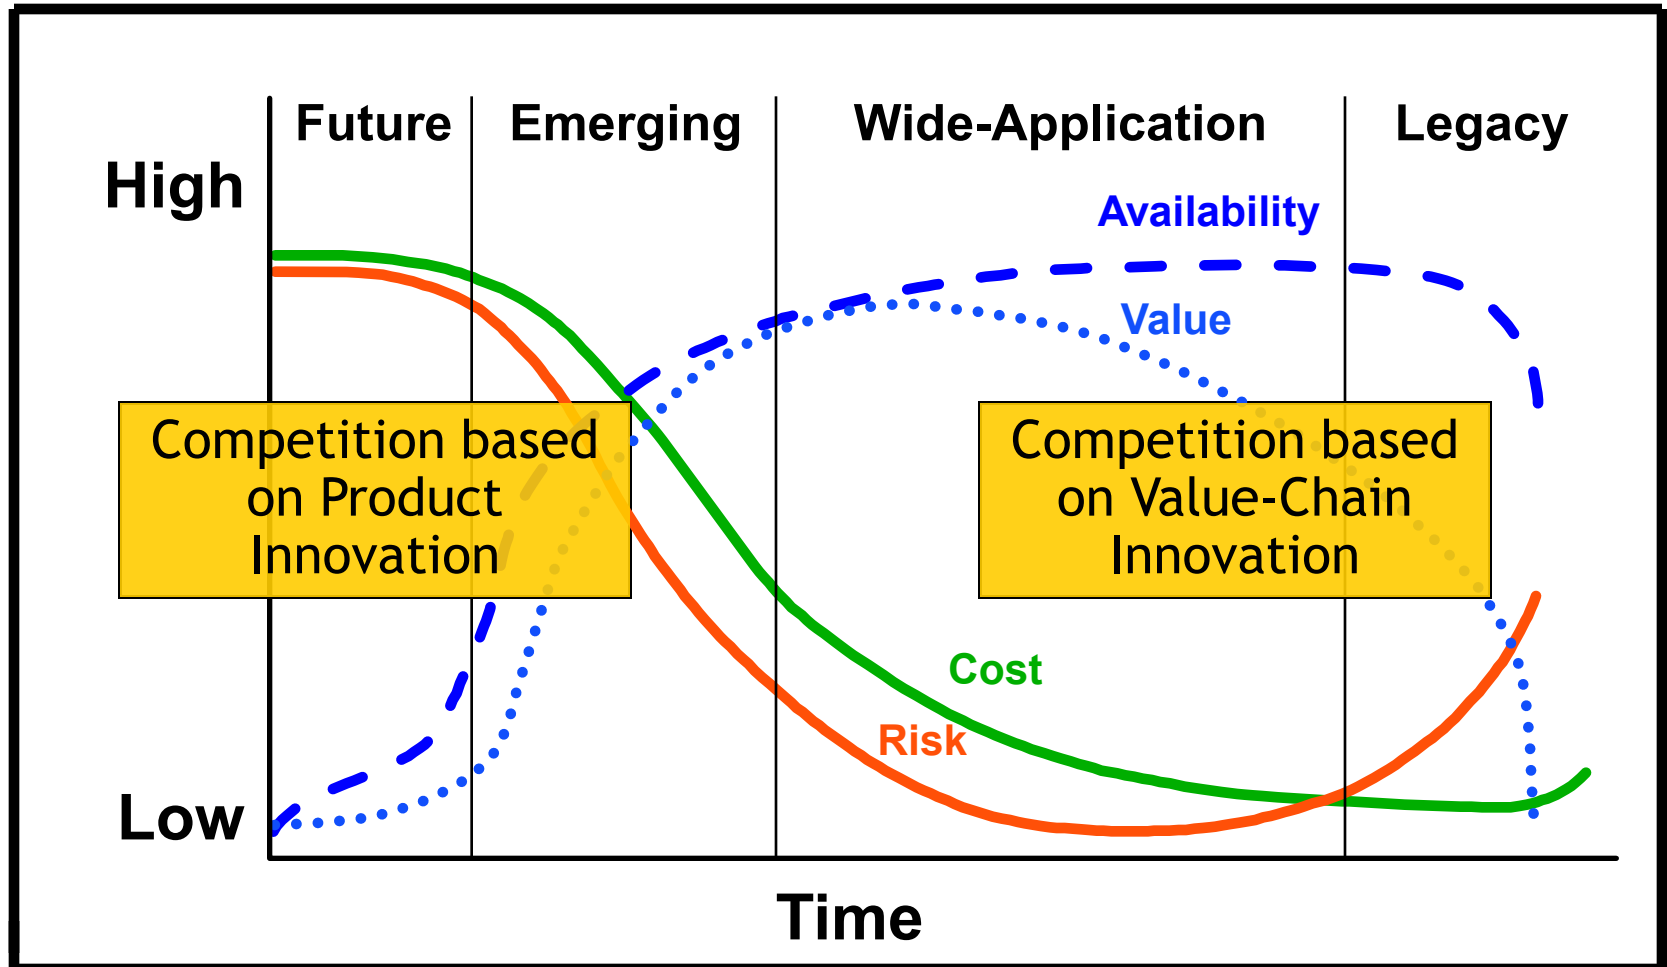 Future
Emerging
Wide-Application
Legacy
High
Availability
Value
Competition based
on Product
Innovation
Competition based
on Value-Chain
Innovation
Cost
Risk
Low
Time